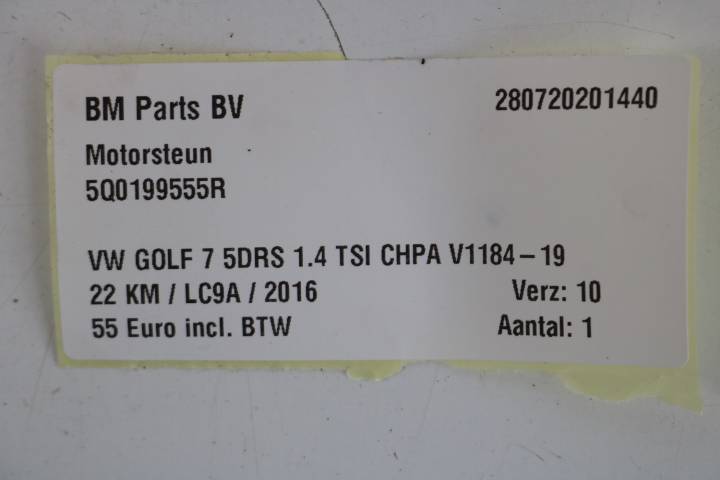 BM Parts BV 280720201440
Motorsteun
5Q0199555R
VW GOLF 7 5DRS 1.4 TSI CHPA V1184-19
22 KM / LC9A / 2016 Verz: 10
55 Euro incl. BTW Aantal: 1